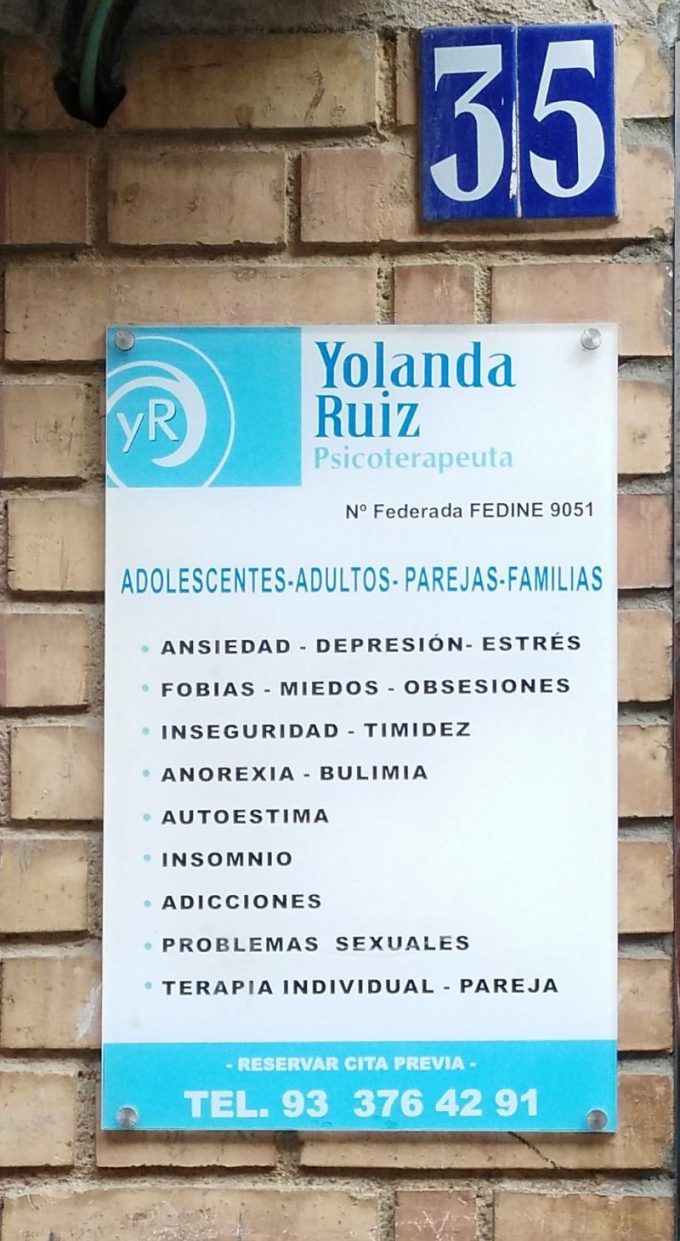 35
yR
Yolanda
Ruiz
Psicoterapeuta
Nº Federada FEDINE 9051
ADOLESCENTES-ADULTOS- PAREJAS-FAMILIAS
• ANSIEDAD - DEPRESIÓN- ESTRÉS
• FOBIAS - MIEDOS - OBSESIONES
• INSEGURIDAD - TIMIDEZ
• ANOREXIA - BULIMIA
• AUTOESTIMA
• INSOMNIO
• ADICCIONES
• PROBLEMAS SEXUALES
• TERAPIA INDIVIDUAL - PAREJA
- RESERVAR CITA PREVIA -
TEL. 93 376 42 91